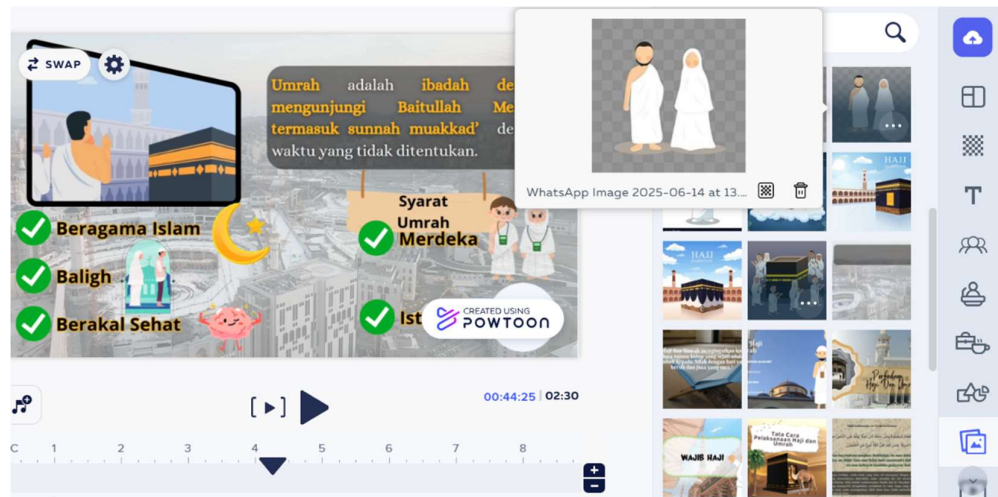 SWAP
Umrah adalah ibadah de
mengunjungi Baitullah Me
termasuk sunnah muakkad’ de
waktu yang tidak ditentukan.
Syarat
Umrah
Beragama Islam
Merdeka
Baligh
Berakal Sehat
Ist
CREATED USING
POWTOON
WhatsApp Image 2025-06-14 at 13....
HAJJ
HAJJ
Haji
WAJIB HAJI
Tata Cara
Pelaksanaan Haji dan
Umrah
00:44:25 02:30
C 1 2 3 4 5 6 7 8
T